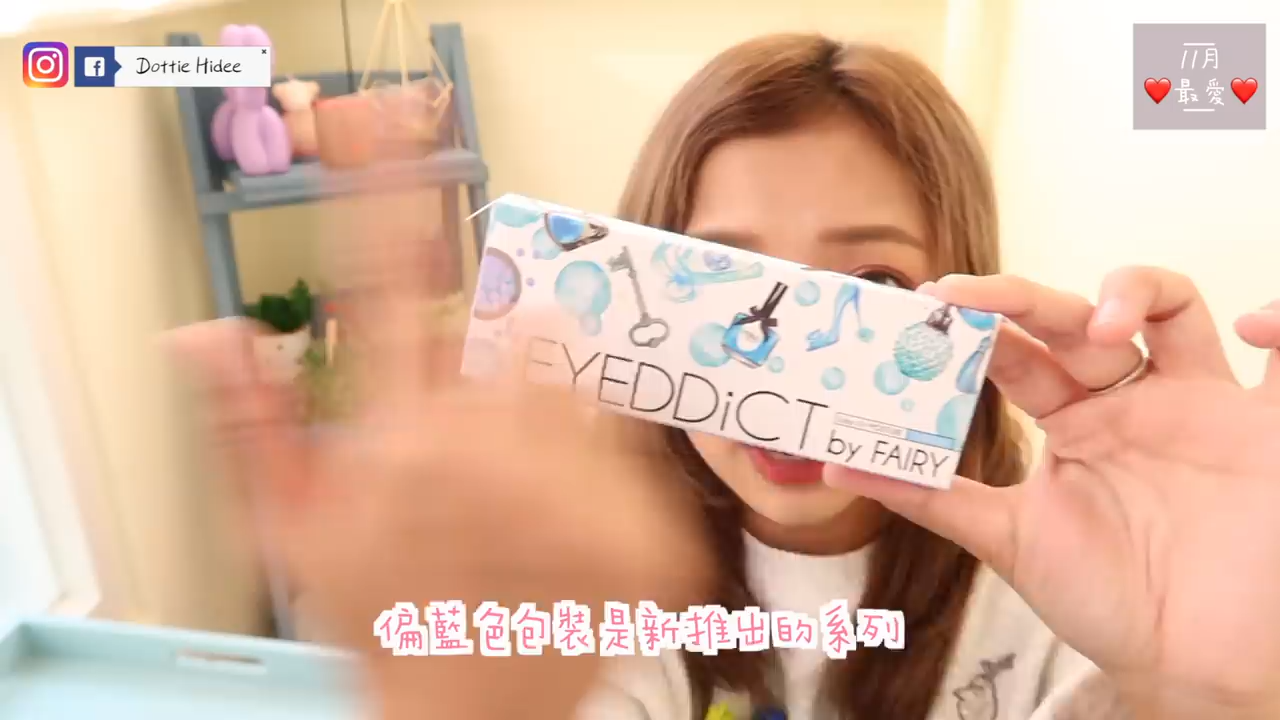 Dottie Hidee
11月
最愛
EYEDDiCT
by FAIRY
偏藍色包裝是新推出的系列